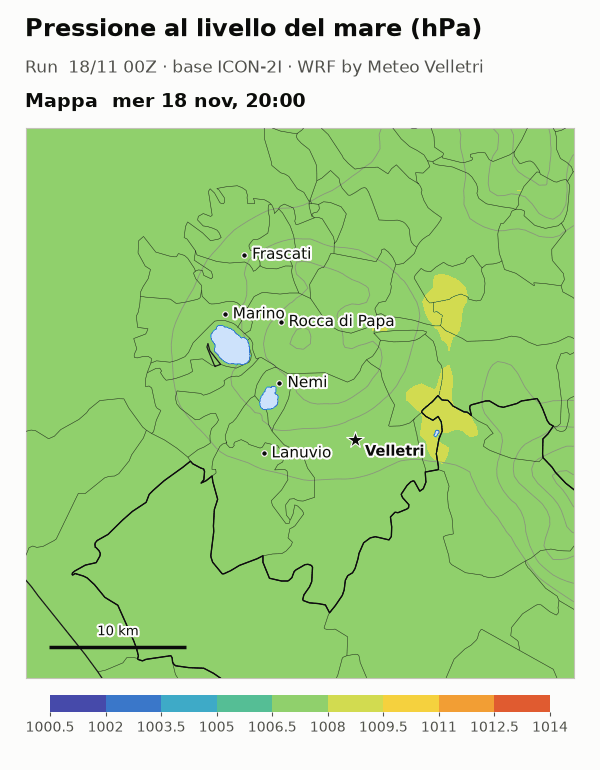 Pressione al livello del mare (hPa)
Run  18/11 00Z · base ICON-2I · WRF by Meteo Velletri
Mappa  mer 18 nov, 20:00
Frascati
Marino
Rocca di Papa
Nemi
Velletri
Lanuvio
10 km
1000.5 1002 1003.5 1005 1006.5 1008 1009.5 1011 1012.5 1014